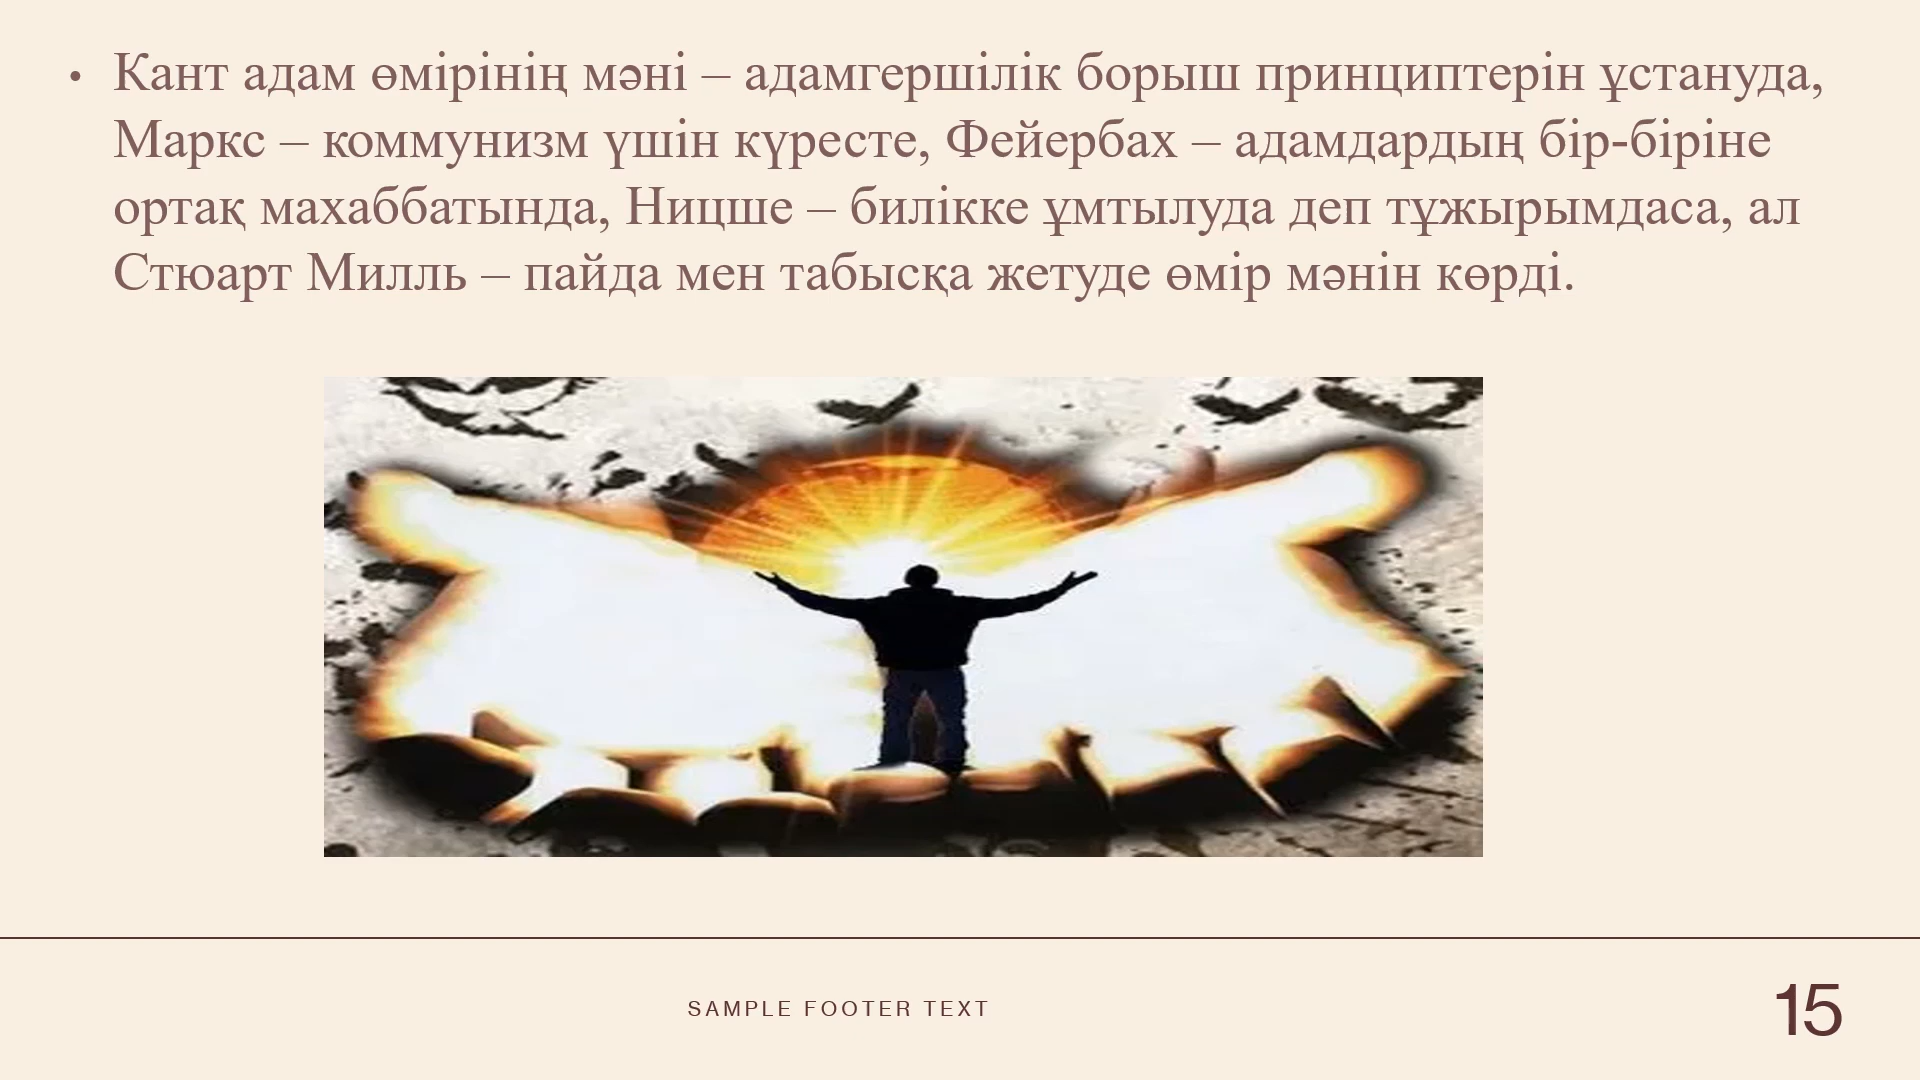 • Кант адам өмірінің мәні – адамгершілік борыш принциптерін ұстануда,
Маркс – коммунизм үшін күресте, Фейербах – адамдардың бір-біріне
ортақ махаббатында, Ницше – билікке ұмтылуда деп тұжырымдаса, ал
Стюарт Милль – пайда мен табысқа жетуде өмір мәнін көрді.
SAMPLE FOOTER TEXT
15